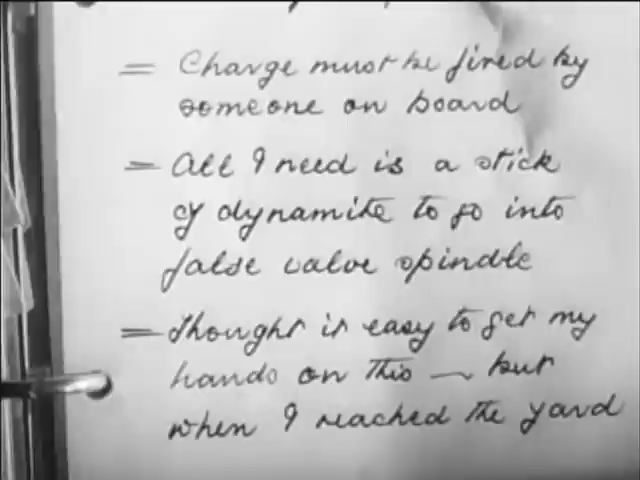 = Charge must be fired by
someone on board
= All I need is a stick
of dynamite to go into
false valve spindle
= Thought it easy to get my
hands on this — but
when I reached the yard